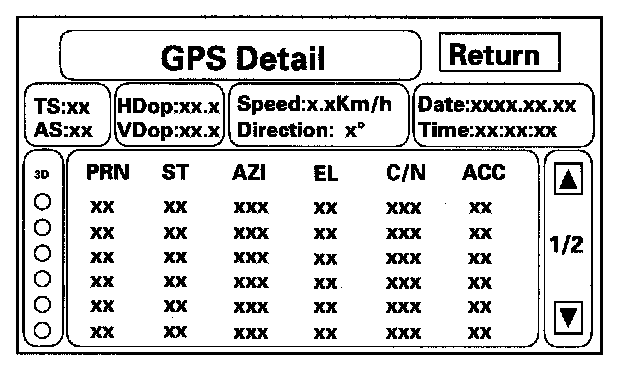 GPS Detail Return
TS:xx HDop:xx.x Speed:x.xKm/h Date:xxxx.xx.xx
AS:xx VDop:xx.x Direction: x° Time:xx:xx:xx
3D PRN ST AZI EL C/N ACC
xx xx xxx xx xxx xx
xx xx xxx xx xxx xx
1/2
xx xx xxx xx xxx xx
xx xx xxx xx xxx xx
xx xx xxx xx xxx xx
xx xx xxx xx xxx xx